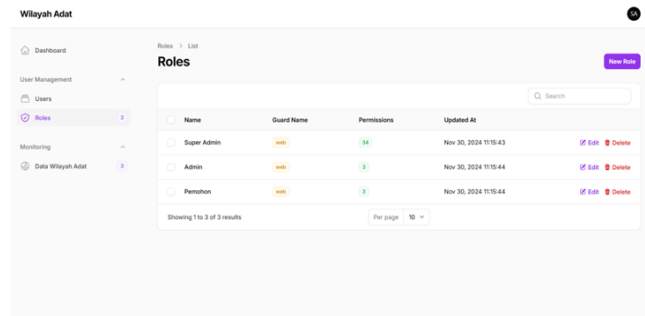 Wilayah Adat
SA
Dashboard
User Management
Users
Roles 3
Monitoring
Data Wilayah Adat 3
Roles > List
Roles
New Role
Search
Name Guard Name Permissions Updated At
Super Admin web 34 Nov 30, 2024 11:15:43 Edit Delete
Admin web 3 Nov 30, 2024 11:15:44 Edit Delete
Pemohon web 3 Nov 30, 2024 11:15:44 Edit Delete
Showing 1 to 3 of 3 results Per page 10